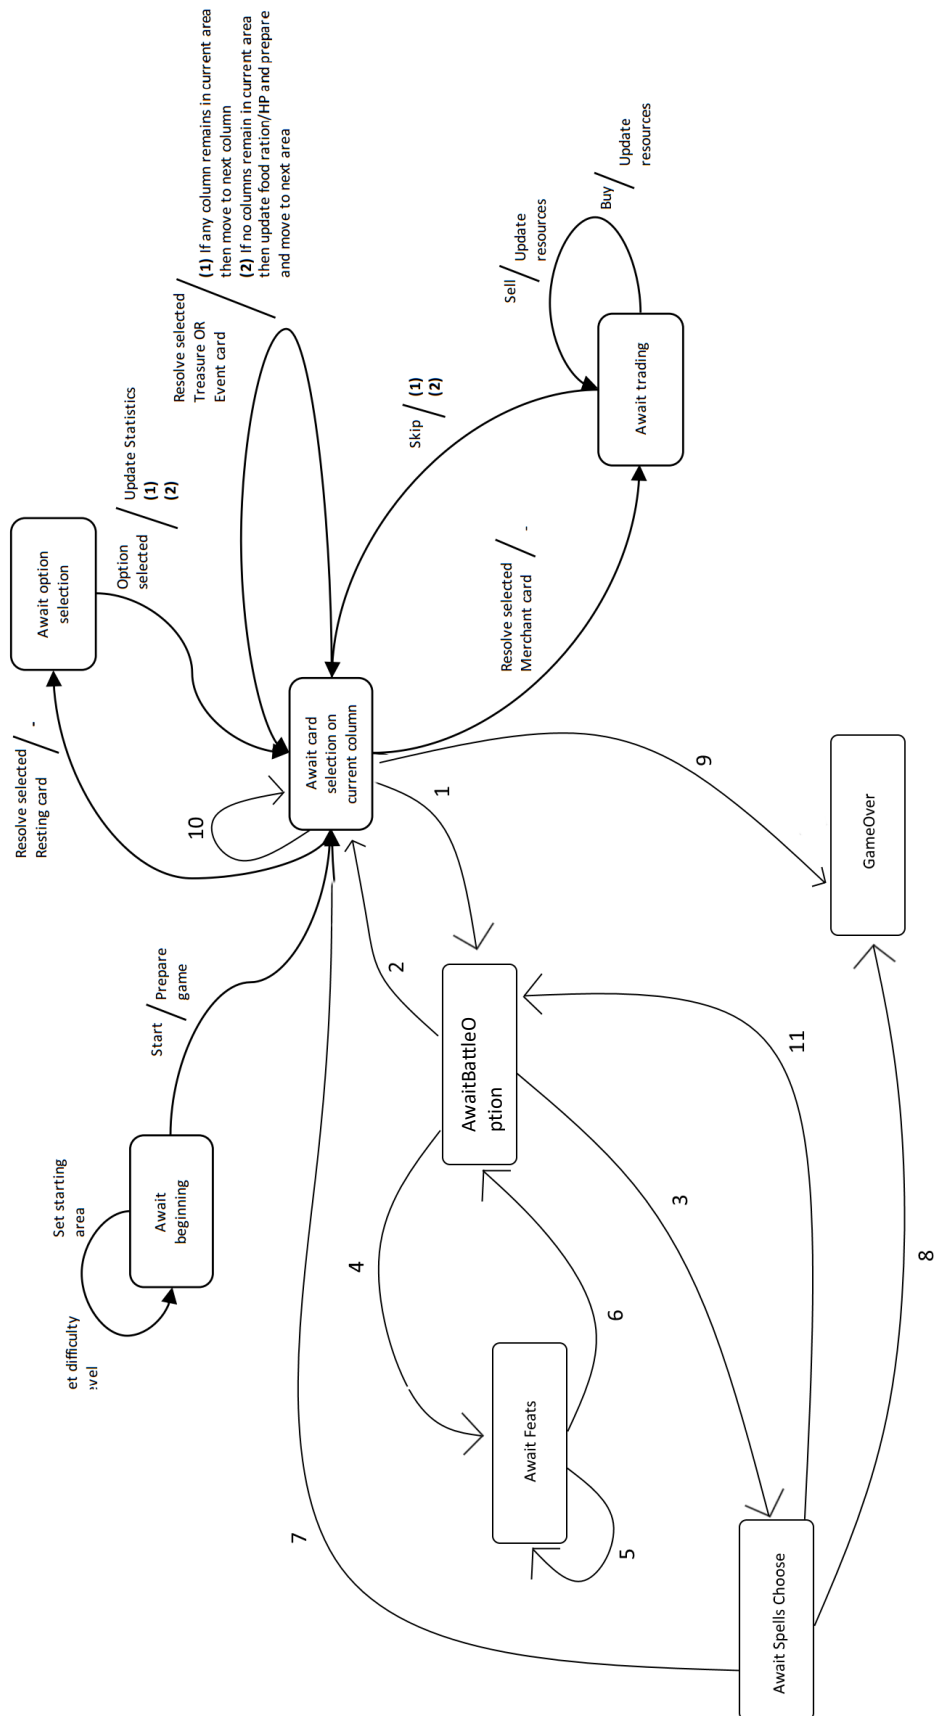 Set starting
area
et difficulty
evel
Await
beginning
Start / Prepare
game
Resolve selected / -
Resting card
Await option
selection
Option
selected / Update Statistics
(1)
(2)
Resolve selected
Treasure OR
Event card
(1) If any column remains in current area
then move to next column
(2) If no columns remain in current area
then update food ration/HP and prepare
and move to next area
10
Await card
selection on
current column
Skip / (1)
(2)
Sell / Update
resources
Buy / Update
resources
Resolve selected
Merchant card / -
Await trading
1
2
9
7
4
AwaitBattleO
ption
3
11
GameOver
Await Feats
6
5
8
Await Spells Choose